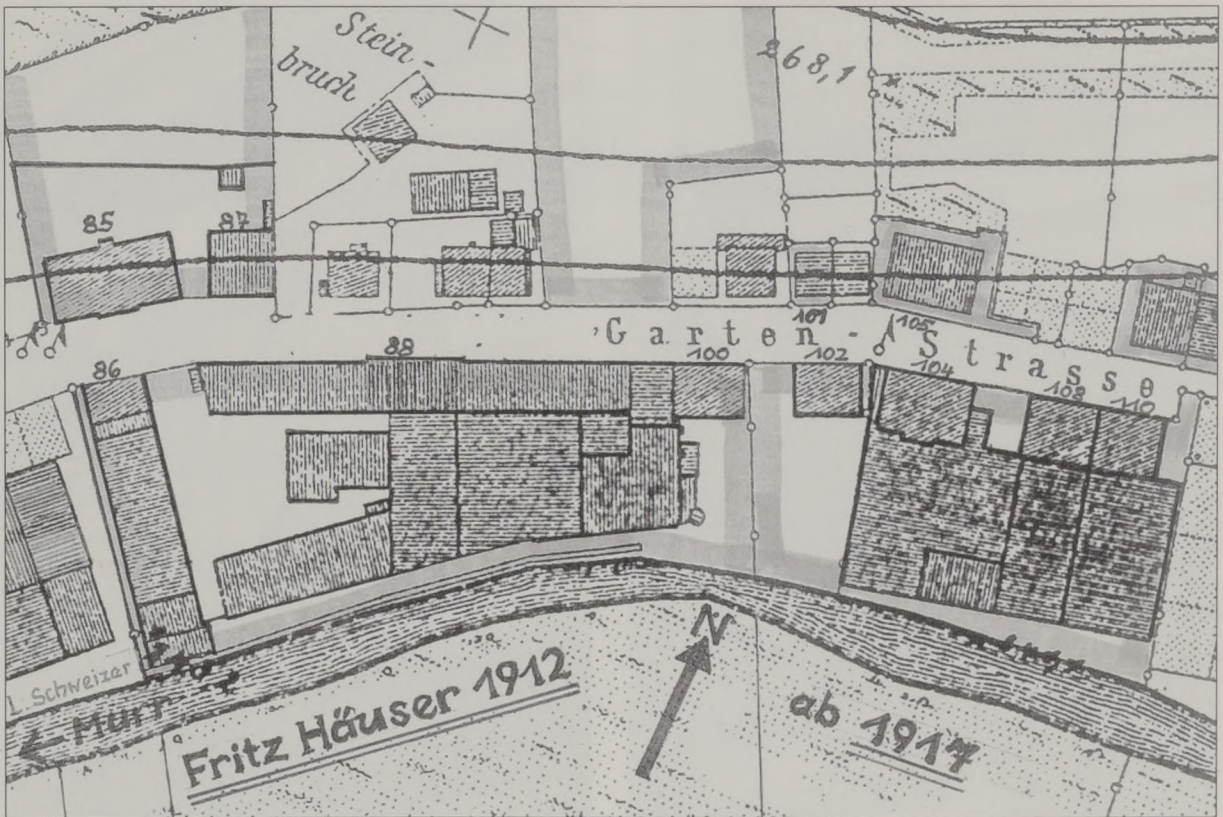 Stein-
bruch
268,1
85
87
Garten-Strasse
101
105
86
88
100
102
104
108
110
l. Schweizer
← Murr
Fritz Häuser 1912
N
ab 1917